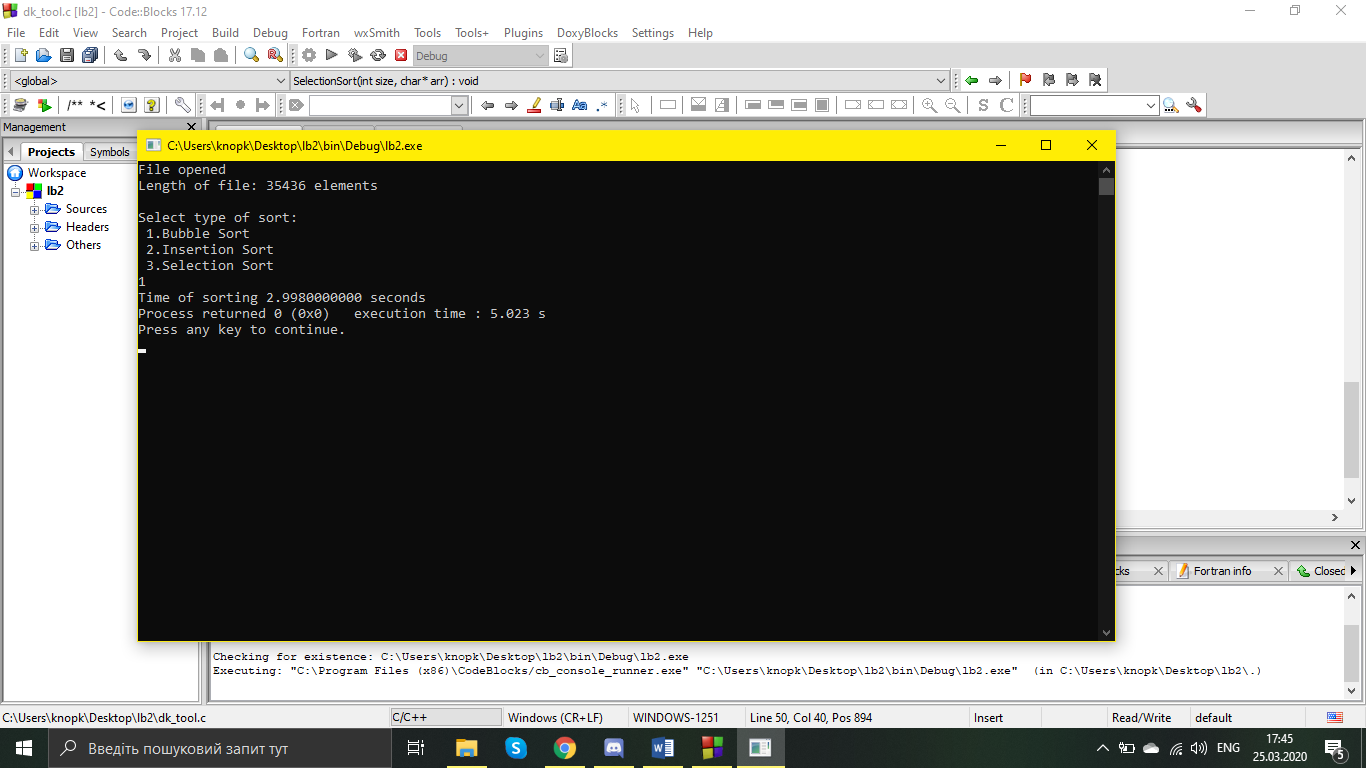 dk_tool.c [lb2] - Code::Blocks 17.12
File Edit View Search Project Build Debug Fortran wxSmith Tools Tools+ Plugins DoxyBlocks Settings Help
Debug
<global> SelectionSort(int size, char* arr) : void
/** *<
Aa .*
S C
Management
Projects Symbols
Workspace
lb2
Sources
Headers
Others
C:\Users\knopk\Desktop\lb2\bin\Debug\lb2.exe
File opened
Length of file: 35436 elements
Select type of sort:
1.Bubble Sort
2.Insertion Sort
3.Selection Sort
1
Time of sorting 2.9980000000 seconds
Process returned 0 (0x0) execution time : 5.023 s
Press any key to continue.
cks Fortran info Closed
Checking for existence: C:\Users\knopk\Desktop\lb2\bin\Debug\lb2.exe
Executing: "C:\Program Files (x86)\CodeBlocks/cb_console_runner.exe" "C:\Users\knopk\Desktop\lb2\bin\Debug\lb2.exe" (in C:\Users\knopk\Desktop\lb2\.)
C:\Users\knopk\Desktop\lb2\dk_tool.c C/C++ Windows (CR+LF) WINDOWS-1251 Line 50, Col 40, Pos 894 Insert Read/Write default
Введіть пошуковий запит тут
ENG
17:45
25.03.2020
5